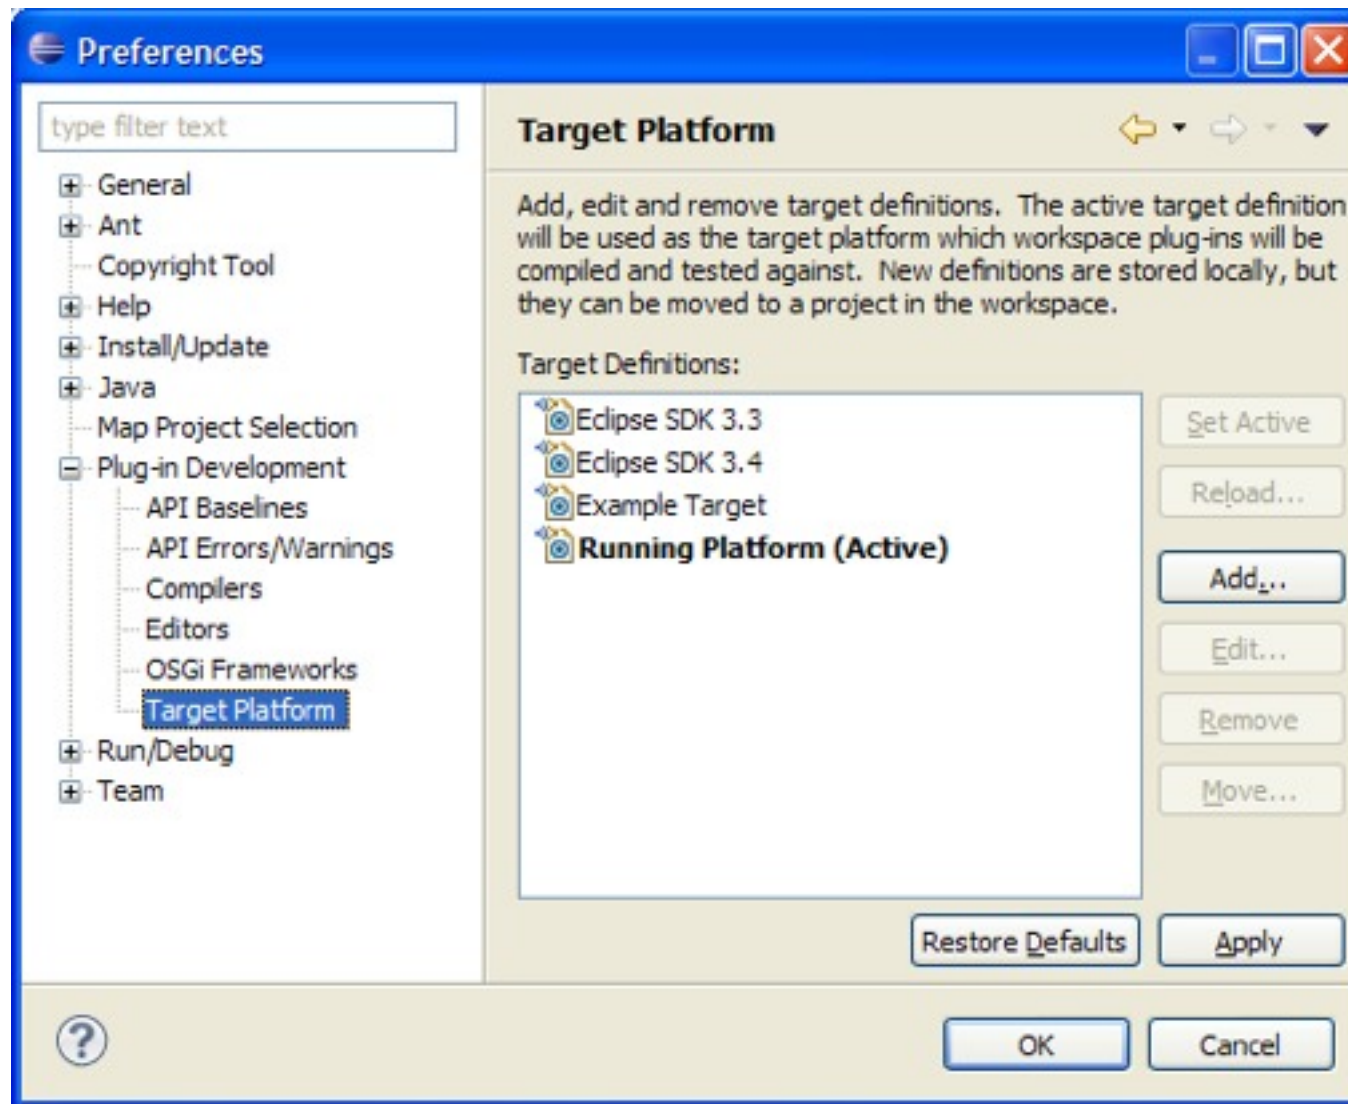 Preferences
type filter text
General
Ant
Copyright Tool
Help
Install/Update
Java
Map Project Selection
Plug-in Development
API Baselines
API Errors/Warnings
Compilers
Editors
OSGi Frameworks
Target Platform
Run/Debug
Team
Target Platform
Add, edit and remove target definitions.  The active target definition
will be used as the target platform which workspace plug-ins will be
compiled and tested against.  New definitions are stored locally, but
they can be moved to a project in the workspace.
Target Definitions:
Eclipse SDK 3.3
Eclipse SDK 3.4
Example Target
Running Platform (Active)
Set Active
Reload...
Add...
Edit...
Remove
Move...
Restore Defaults
Apply
?
OK
Cancel